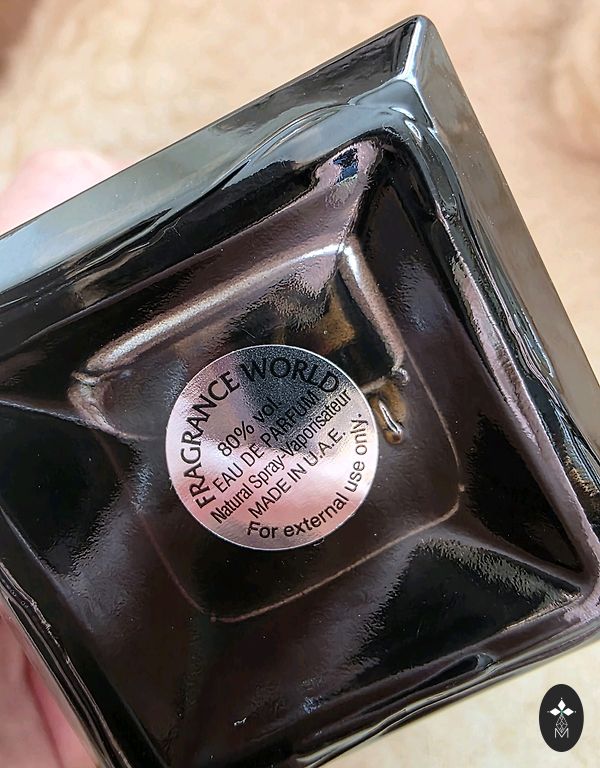 FRAGRANCE WORLD
80% vol
EAU DE PARFUM
Natural Spray-Vaporisateur
MADE IN U.A.E.
For external use only.
M